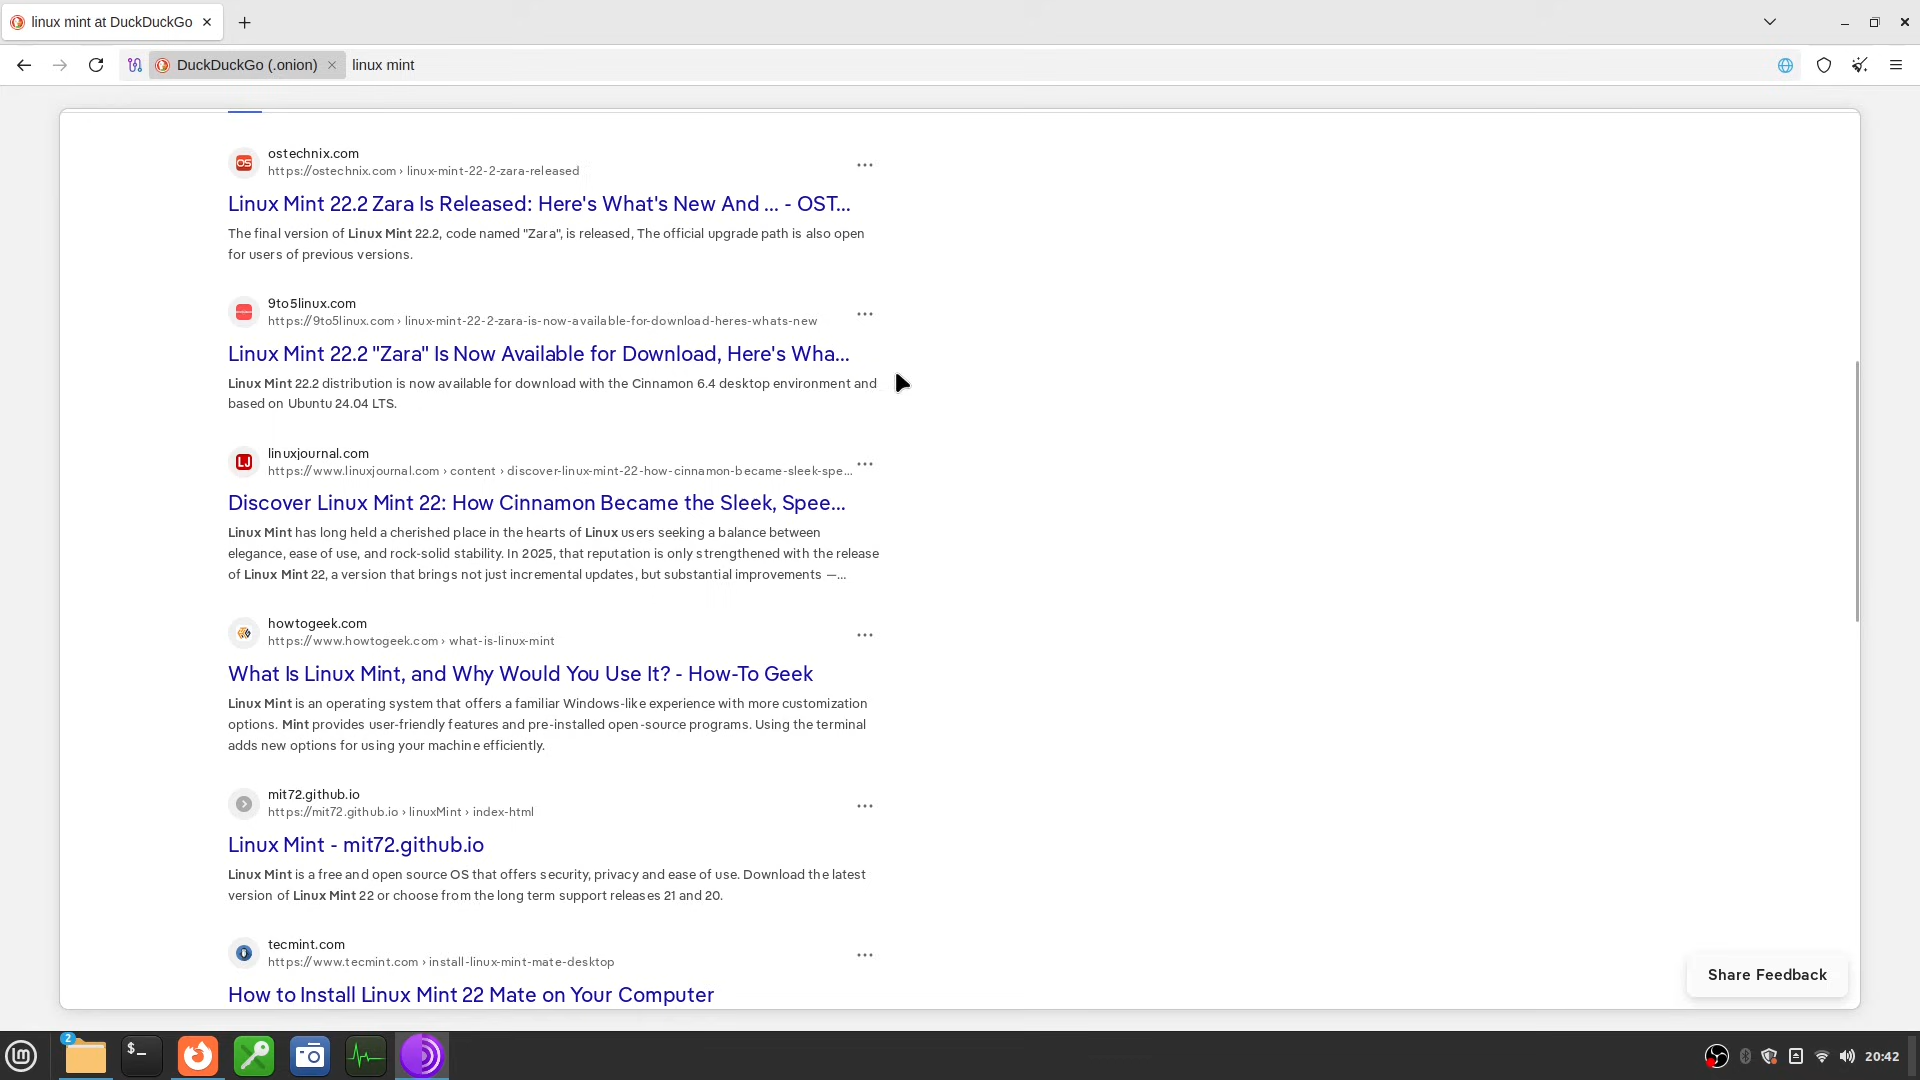 linux mint at DuckDuckGo
DuckDuckGo (.onion) linux mint
ostechnix.com
https://ostechnix.com › linux-mint-22-2-zara-released
Linux Mint 22.2 Zara Is Released: Here's What's New And ... - OST...
The final version of Linux Mint 22.2, code named "Zara", is released, The official upgrade path is also open
for users of previous versions.
9to5linux.com
https://9to5linux.com › linux-mint-22-2-zara-is-now-available-for-download-heres-whats-new
Linux Mint 22.2 "Zara" Is Now Available for Download, Here's Wha...
Linux Mint 22.2 distribution is now available for download with the Cinnamon 6.4 desktop environment and
based on Ubuntu 24.04 LTS.
LJ
linuxjournal.com
https://www.linuxjournal.com › content › discover-linux-mint-22-how-cinnamon-became-sleek-spe...
Discover Linux Mint 22: How Cinnamon Became the Sleek, Spee...
Linux Mint has long held a cherished place in the hearts of Linux users seeking a balance between
elegance, ease of use, and rock-solid stability. In 2025, that reputation is only strengthened with the release
of Linux Mint 22, a version that brings not just incremental updates, but substantial improvements —...
howtogeek.com
https://www.howtogeek.com › what-is-linux-mint
What Is Linux Mint, and Why Would You Use It? - How-To Geek
Linux Mint is an operating system that offers a familiar Windows-like experience with more customization
options. Mint provides user-friendly features and pre-installed open-source programs. Using the terminal
adds new options for using your machine efficiently.
mit72.github.io
https://mit72.github.io › linuxMint › index-html
Linux Mint - mit72.github.io
Linux Mint is a free and open source OS that offers security, privacy and ease of use. Download the latest
version of Linux Mint 22 or choose from the long term support releases 21 and 20.
tecmint.com
https://www.tecmint.com › install-linux-mint-mate-desktop
How to Install Linux Mint 22 Mate on Your Computer
Share Feedback
2
$_
20:42